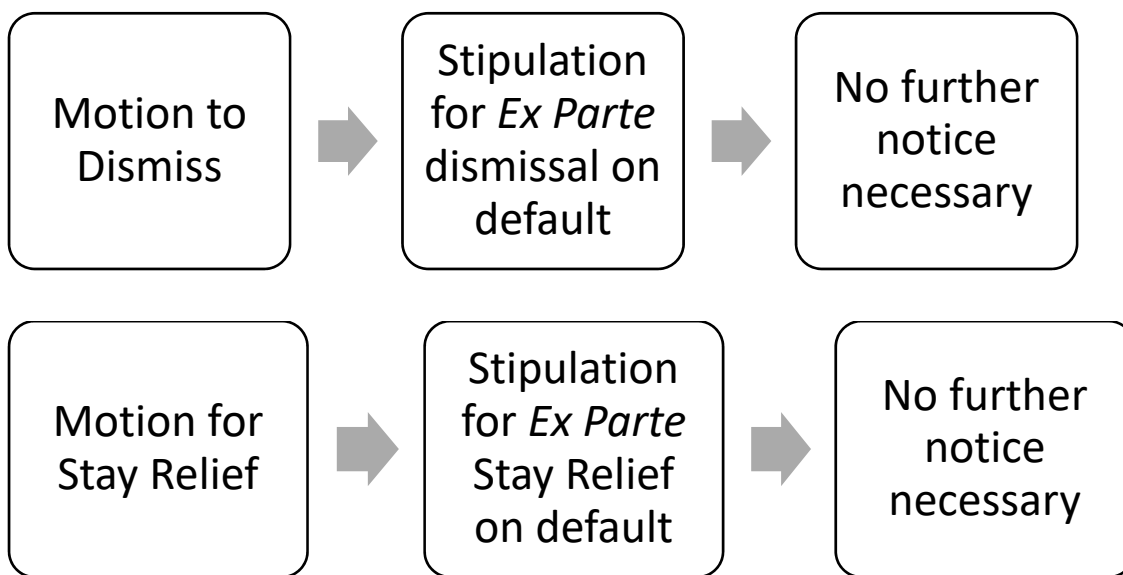 Motion to
Dismiss
Stipulation
for Ex Parte
dismissal on
default
No further
notice
necessary
Motion for
Stay Relief
Stipulation
for Ex Parte
Stay Relief
on default
No further
notice
necessary